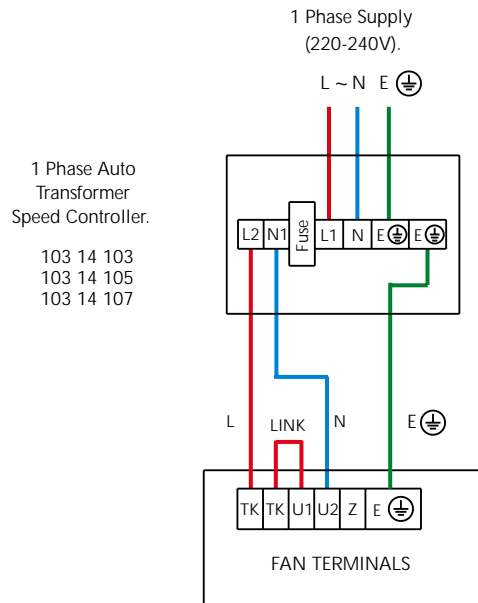 1 Phase Supply
(220-240V).
L ~ N E
1 Phase Auto
Transformer
Speed Controller.
103 14 103
103 14 105
103 14 107
L2 N1 Fuse L1 N E E
L LINK N E
TK TK U1 U2 Z E
FAN TERMINALS